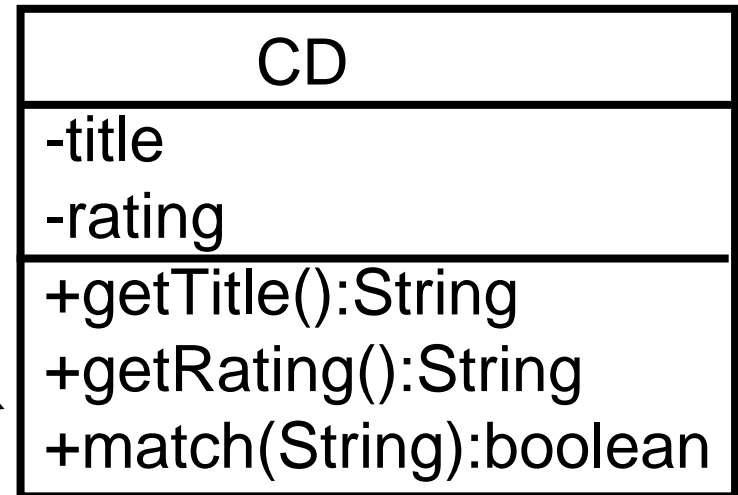 CD
-title
-rating
+getTitle():String
+getRating():String
+match(String):boolean